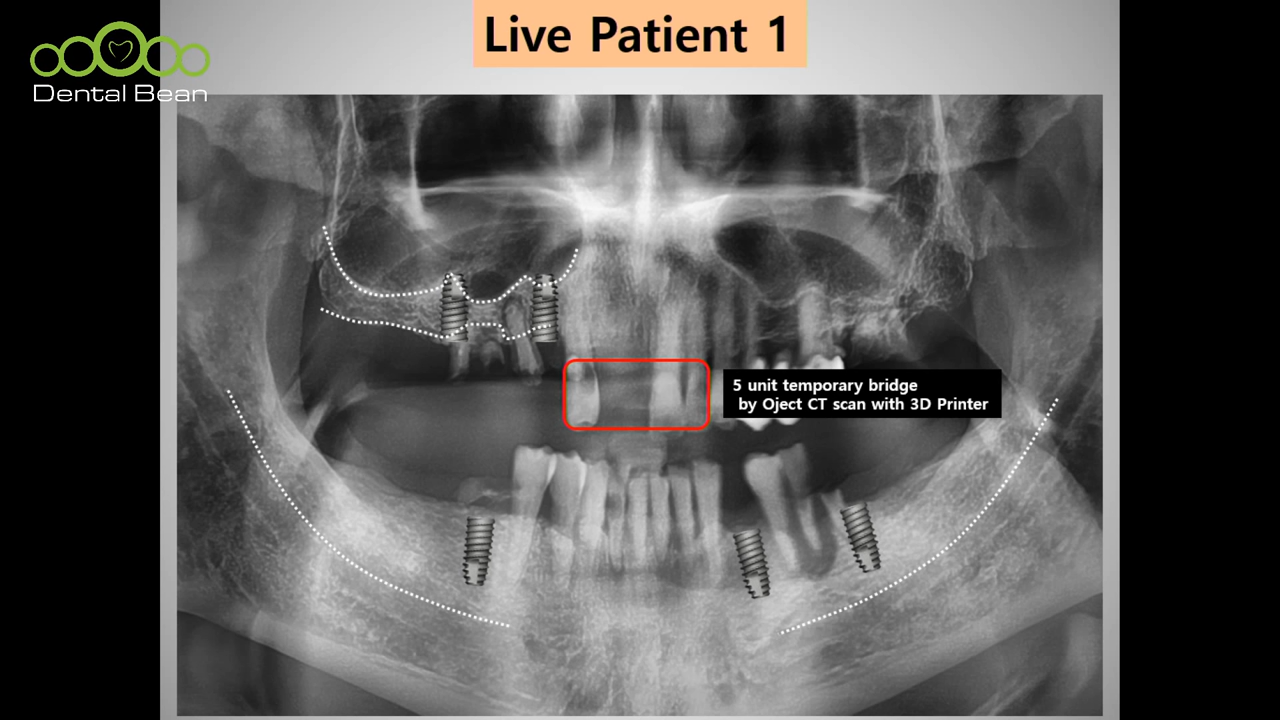 Live Patient 1
Dental Bean
5 unit temporary bridge
by Oject CT scan with 3D Printer